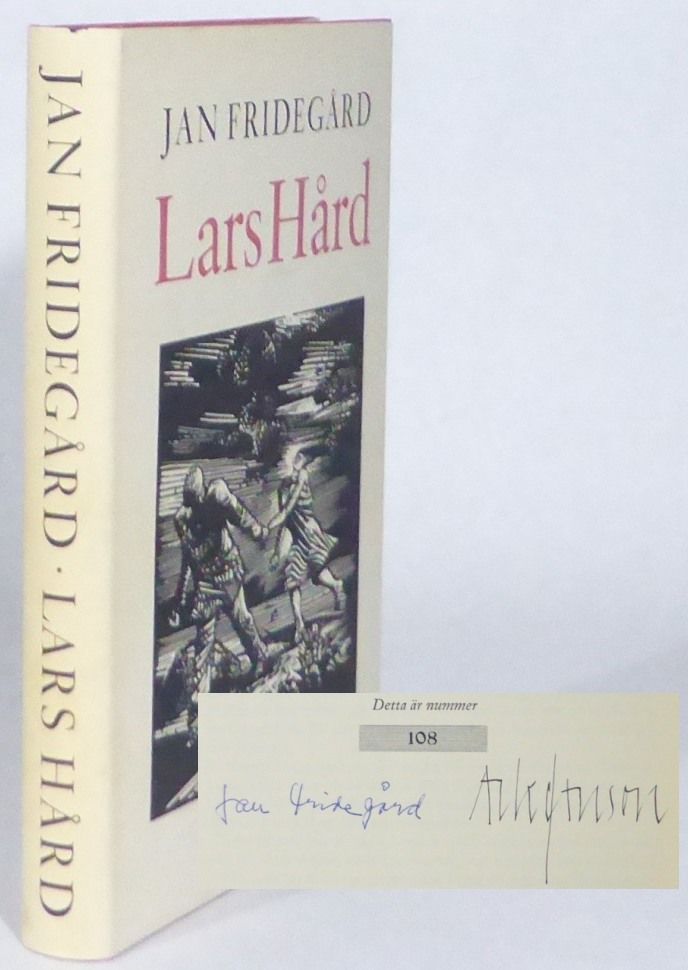 JAN FRIDEGÅRD · LARS HÅRD
JAN FRIDEGÅRD
Lars Hård
Detta är nummer
108
Jan Fridegård